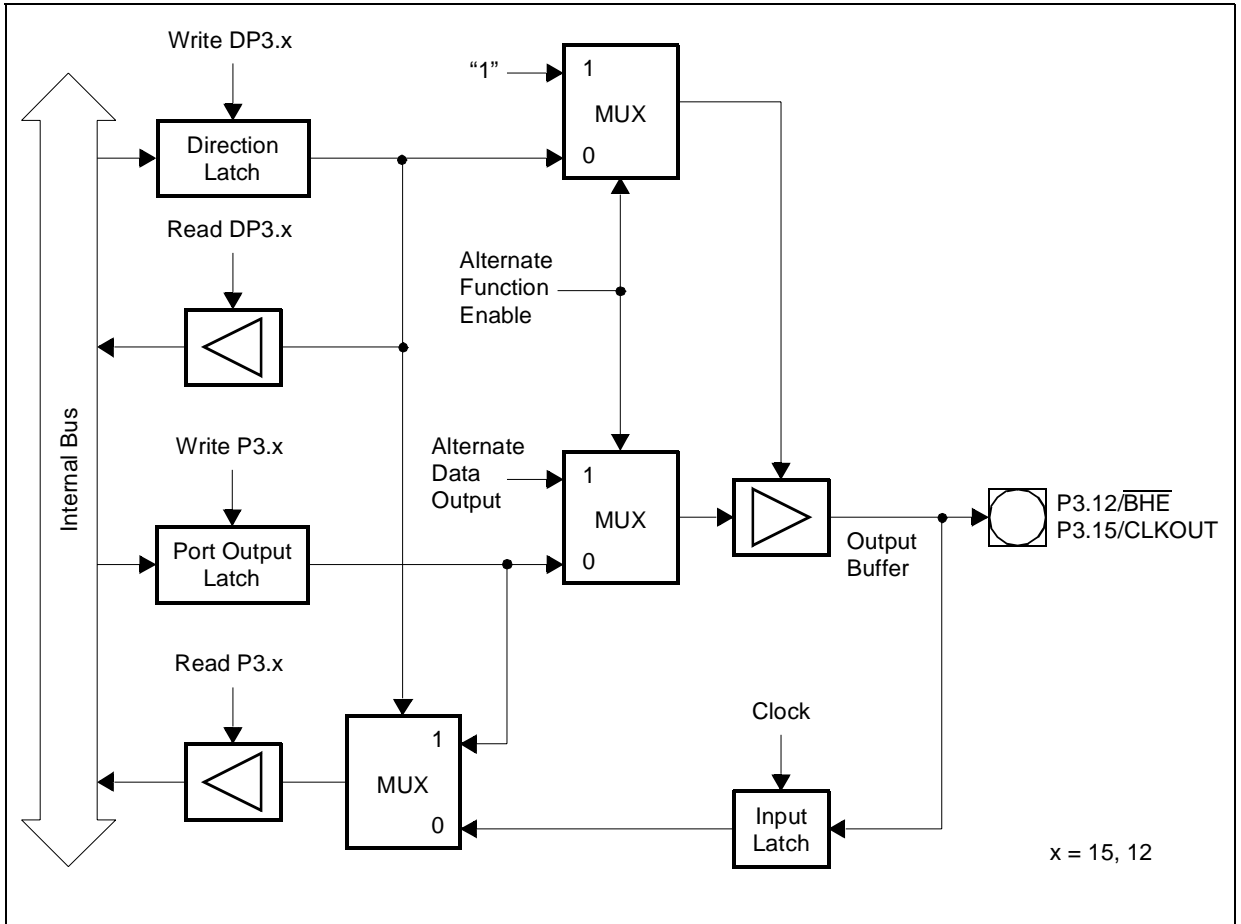 Write DP3.x
“1”
1
MUX
0
Direction
Latch
Read DP3.x
Alternate
Function
Enable
Internal Bus
Write P3.x
Alternate
Data
Output
1
MUX
0
Port Output
Latch
Output
Buffer
P3.12/B̅H̅E̅
P3.15/CLKOUT
Read P3.x
1
MUX
0
Clock
Input
Latch
x = 15, 12